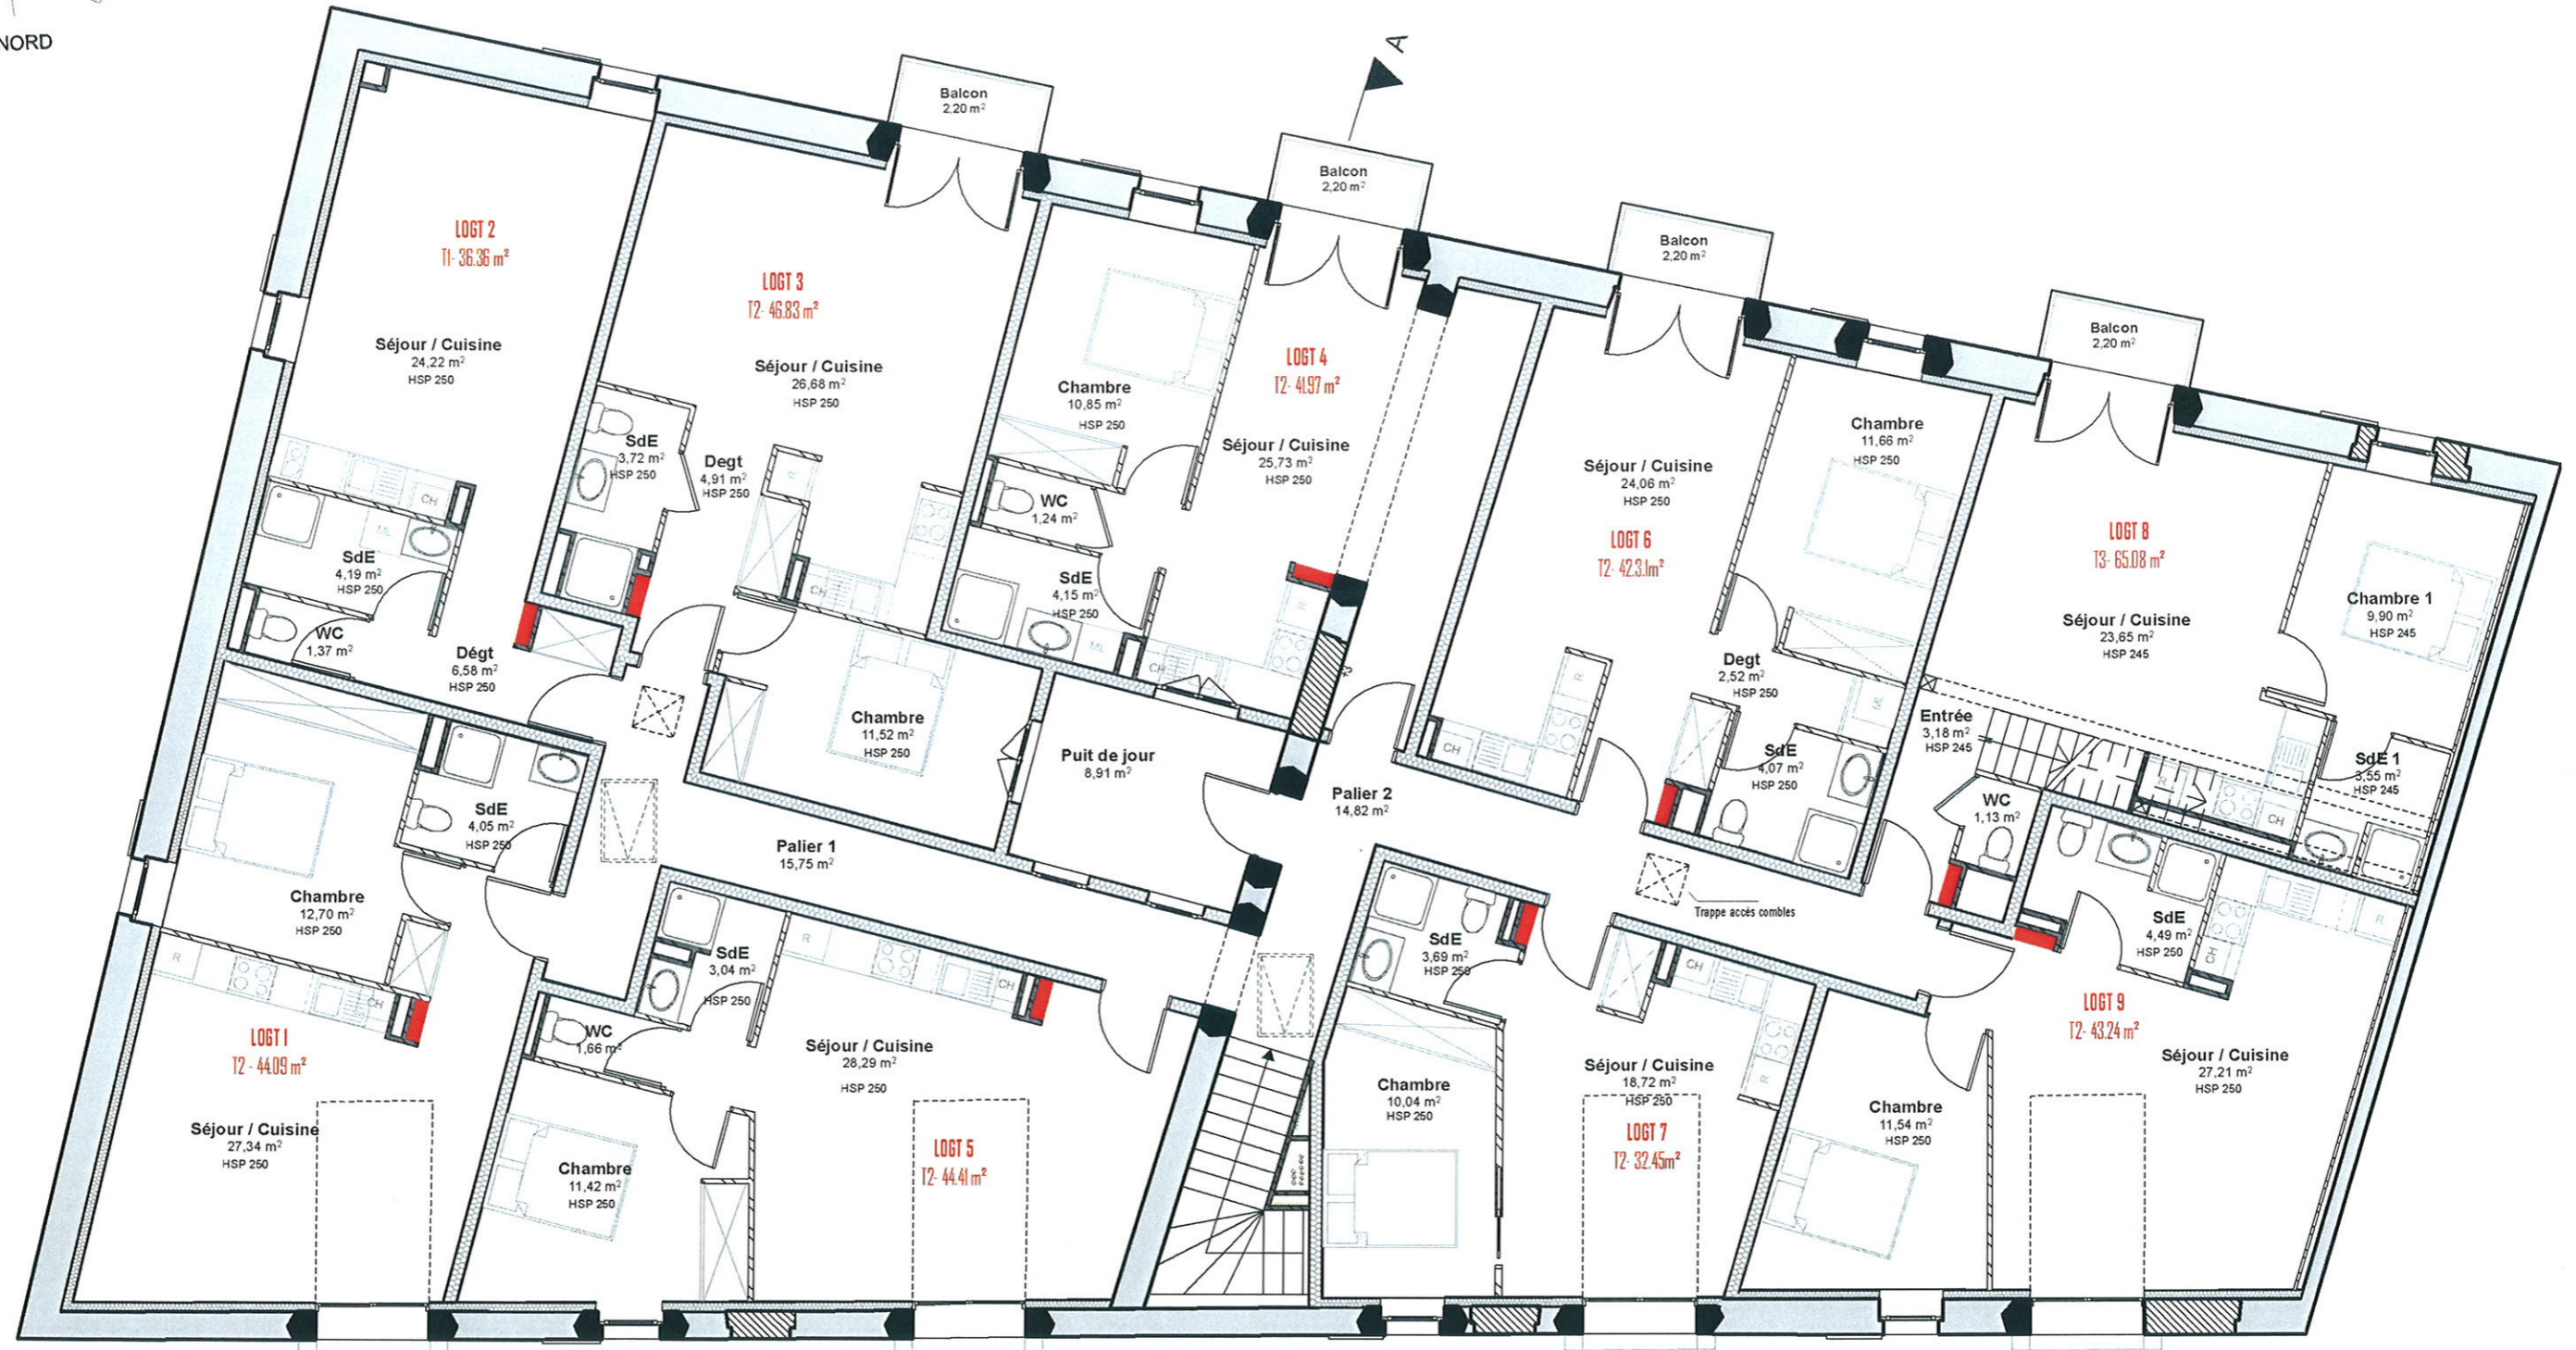 NORD
A
Balcon
2,20 m²
Balcon
2,20 m²
Balcon
2,20 m²
Balcon
2,20 m²
LOGT 2
T1- 36.36 m²
Séjour / Cuisine
24,22 m²
HSP 250
CH
ML
SdE
4,19 m²
HSP 250
WC
1,37 m²
Dégt
6,58 m²
HSP 250
LOGT 3
T2- 46.83 m²
Séjour / Cuisine
26,68 m²
HSP 250
SdE
3,72 m²
HSP 250
Degt
4,91 m²
HSP 250
R
CH
Chambre
11,52 m²
HSP 250
Chambre
10,85 m²
HSP 250
WC
1,24 m²
SdE
4,15 m²
HSP 250
ML
LOGT 4
T2- 41.97 m²
Séjour / Cuisine
25,73 m²
HSP 250
R
CH
Puit de jour
8,91 m²
Palier 1
15,75 m²
Palier 2
14,82 m²
Séjour / Cuisine
24,06 m²
HSP 250
LOGT 6
T2- 42.3.1m²
R
CH
Chambre
11,66 m²
HSP 250
Degt
2,52 m²
HSP 250
ML
SdE
4,07 m²
HSP 250
LOGT 8
T3- 65.08 m²
Séjour / Cuisine
23,65 m²
HSP 245
Chambre 1
9,90 m²
HSP 245
Entrée
3,18 m²
HSP 245
R
CH
SdE 1
3,55 m²
HSP 245
WC
1,13 m²
Chambre
12,70 m²
HSP 250
SdE
4,05 m²
HSP 250
R
CH
LOGT 1
T2 - 44.09 m²
Séjour / Cuisine
27,34 m²
HSP 250
SdE
3,04 m²
HSP 250
WC
1,66 m²
R
CH
Séjour / Cuisine
28,29 m²
HSP 250
LOGT 5
T2- 44.41 m²
Chambre
11,42 m²
HSP 250
Trappe accès combles
SdE
3,69 m²
HSP 250
CH
R
Séjour / Cuisine
18,72 m²
HSP 250
LOGT 7
T2- 32.45m²
Chambre
10,04 m²
HSP 250
SdE
4,49 m²
HSP 250
CH
R
LOGT 9
T2- 43.24 m²
Séjour / Cuisine
27,21 m²
HSP 250
Chambre
11,54 m²
HSP 250